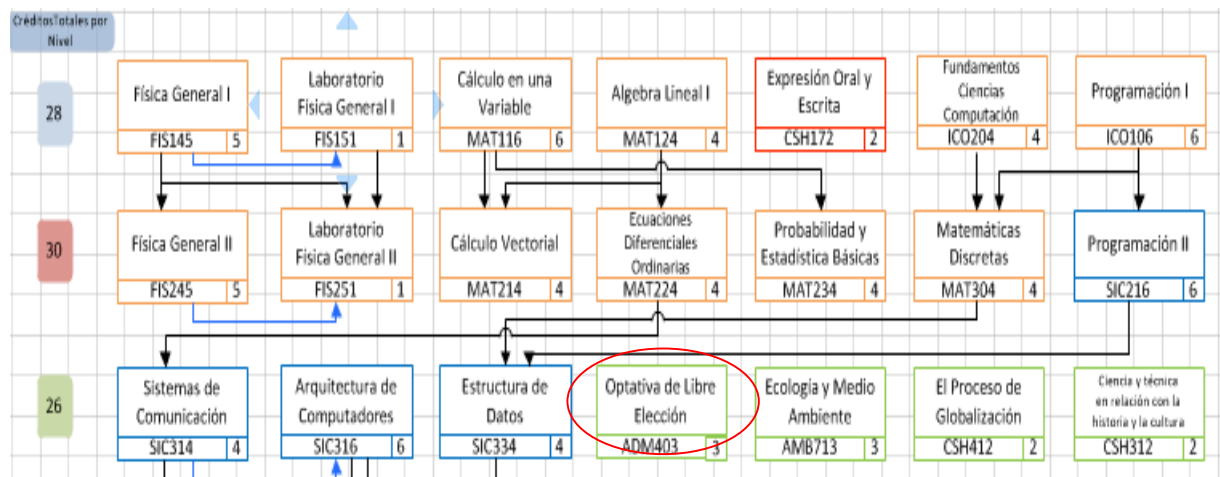 CréditosTotales por
Nivel
28
Física General I
FIS145 5
Laboratorio
Fisica General I
FIS151 1
Cálculo en una
Variable
MAT116 6
Algebra Lineal I
MAT124 4
Expresión Oral y
Escrita
CSH172 2
Fundamentos
Ciencias
Computación
ICO204 4
Programación I
ICO106 6
30
Física General II
FIS245 5
Laboratorio
Fisica General II
FIS251 1
Cálculo Vectorial
MAT214 4
Ecuaciones
Diferenciales
Ordinarias
MAT224 4
Probabilidad y
Estadística Básicas
MAT234 4
Matemáticas
Discretas
MAT304 4
Programación II
SIC216 6
26
Sistemas de
Comunicación
SIC314 4
Arquitectura de
Computadores
SIC316 6
Estructura de
Datos
SIC334 4
Optativa de Libre
Elección
ADM403 3
Ecología y Medio
Ambiente
AMB713 3
El Proceso de
Globalización
CSH412 2
Ciencia y técnica
en relación con la
historia y la cultura
CSH312 2